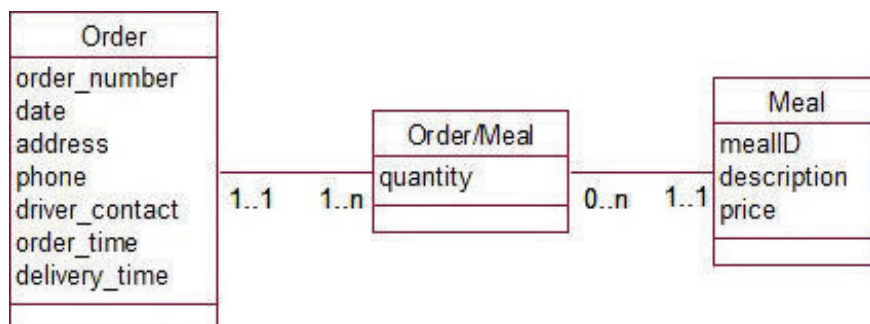 Order
order_number
date
address
phone
driver_contact
order_time
delivery_time
1..1
1..n
Order/Meal
quantity
0..n
1..1
Meal
mealID
description
price